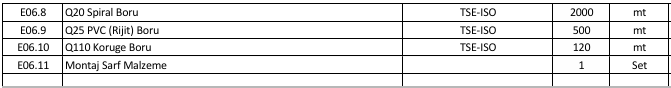 E06.8 Q20 Spiral Boru TSE-ISO 2000 mt
E06.9 Q25 PVC (Rijit) Boru TSE-ISO 500 mt
E06.10 Q110 Koruge Boru TSE-ISO 120 mt
E06.11 Montaj Sarf Malzeme 1 Set